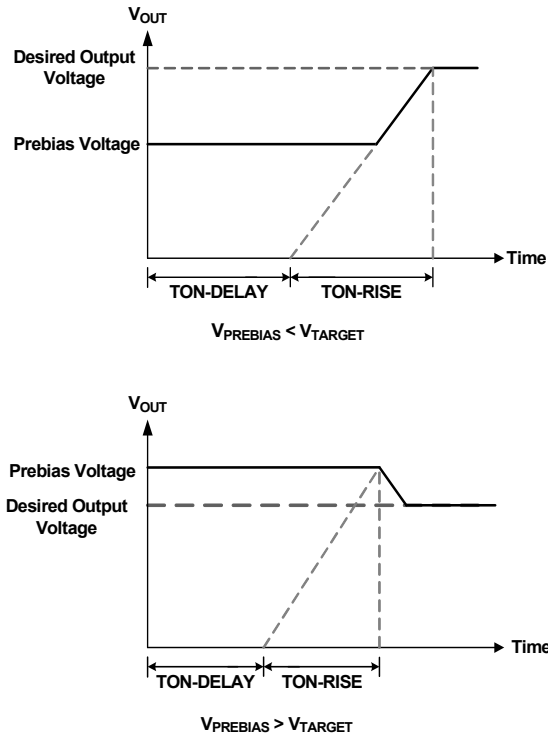 VOUT
Desired Output
Voltage
Prebias Voltage
Time
TON-DELAY
TON-RISE
VPREBIAS < VTARGET
VOUT
Prebias Voltage
Desired Output
Voltage
Time
TON-DELAY
TON-RISE
VPREBIAS > VTARGET